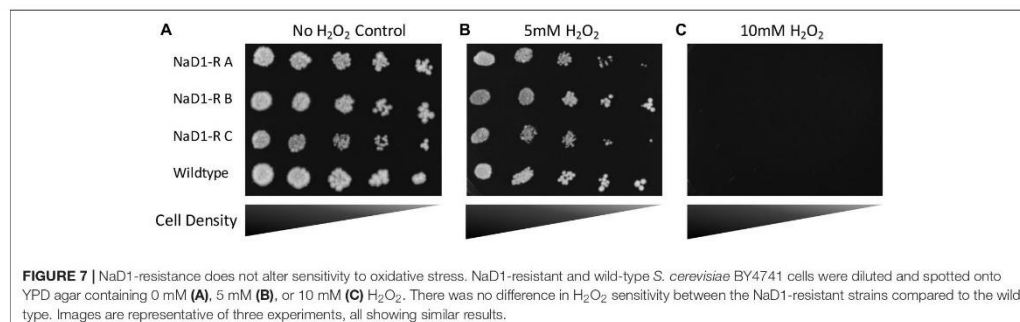 A No H₂O₂ Control
B 5mM H₂O₂
C 10mM H₂O₂
NaD1-R A
NaD1-R B
NaD1-R C
Wildtype
Cell Density
FIGURE 7 | NaD1-resistance does not alter sensitivity to oxidative stress. NaD1-resistant and wild-type S. cerevisiae BY4741 cells were diluted and spotted onto
YPD agar containing 0 mM (A), 5 mM (B), or 10 mM (C) H₂O₂. There was no difference in H₂O₂ sensitivity between the NaD1-resistant strains compared to the wild
type. Images are representative of three experiments, all showing similar results.